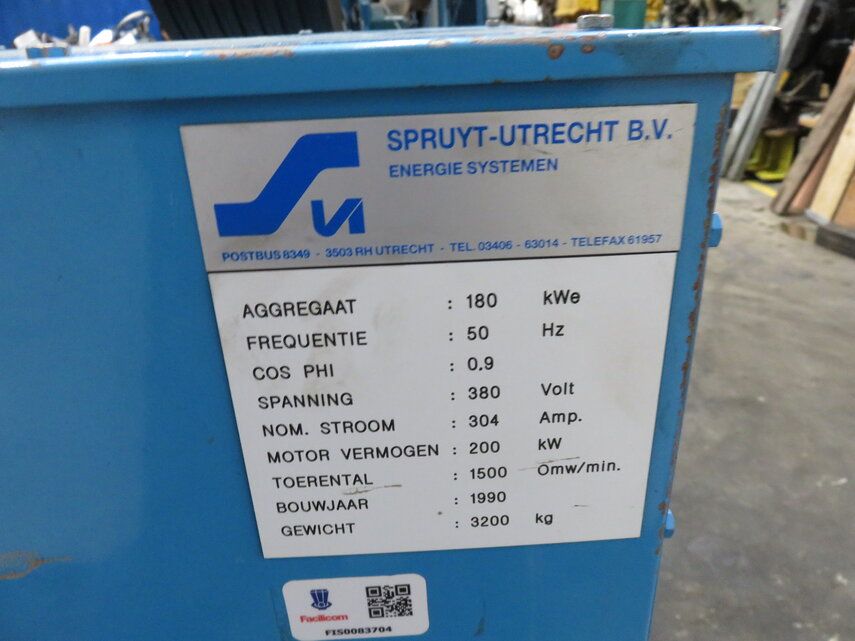 SPRUYT-UTRECHT B.V.
ENERGIE SYSTEMEN
POSTBUS 8349 - 3503 RH UTRECHT - TEL. 03406 - 63014 - TELEFAX 61957
AGGREGAAT : 180 kWe
FREQUENTIE : 50 Hz
COS PHI : 0.9
SPANNING : 380 Volt
NOM. STROOM : 304 Amp.
MOTOR VERMOGEN : 200 kW
TOERENTAL : 1500 Omw/min.
BOUWJAAR : 1990
GEWICHT : 3200 kg
Facilicom
FIS0083704